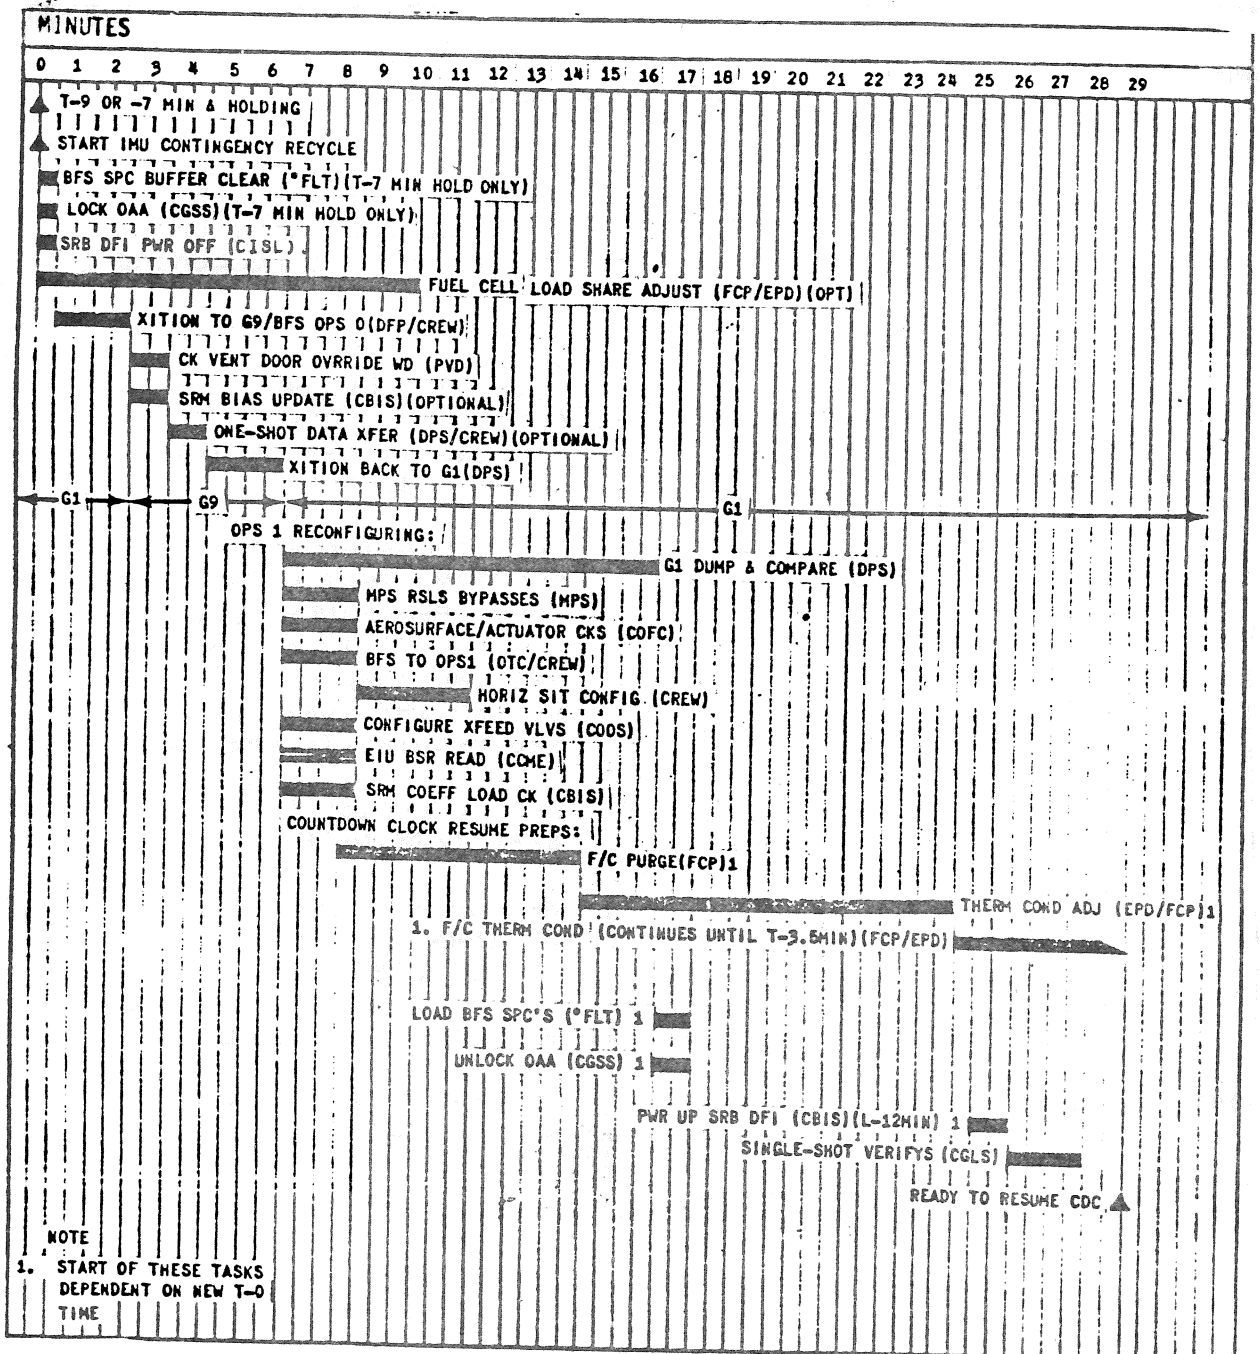 MINUTES
0 1 2 3 4 5 6 7 8 9 10 11 12 13 14 15 16 17 18 19 20 21 22 23 24 25 26 27 28 29
T-9 OR -7 MIN & HOLDING
START IMU CONTINGENCY RECYCLE
BFS SPC BUFFER CLEAR (*FLT)(T-7 MIN HOLD ONLY)
LOCK OAA (CGSS)(T-7 MIN HOLD ONLY)
SRB DFI PWR OFF (CISL)
FUEL CELL LOAD SHARE ADJUST (FCP/EPD)(OPT)
XITION TO G9/BFS OPS 0(DFP/CREW)
CK VENT DOOR OVRRIDE WD (PVD)
SRM BIAS UPDATE (CBIS)(OPTIONAL)
ONE-SHOT DATA XFER (DPS/CREW)(OPTIONAL)
XITION BACK TO G1(DPS)
G1 G9 G1
OPS 1 RECONFIGURING:
G1 DUMP & COMPARE (DPS)
MPS RSLS BYPASSES (MPS)
AEROSURFACE/ACTUATOR CKS (COFC)
BFS TO OPS1 (OTC/CREW)
HORIZ SIT CONFIG (CREW)
CONFIGURE XFEED VLVS (COOS)
EIU BSR READ (CCME)
SRM COEFF LOAD CK (CBIS)
COUNTDOWN CLOCK RESUME PREPS:
F/C PURGE(FCP)1
THERM COND ADJ (EPD/FCP)1
1. F/C THERM COND (CONTINUES UNTIL T-3.5MIN)(FCP/EPD)
LOAD BFS SPC'S (*FLT) 1
UNLOCK OAA (CGSS) 1
PWR UP SRB DFI (CBIS)(L-12MIN) 1
SINGLE-SHOT VERIFYS (CGLS)
READY TO RESUME CDC
NOTE
1. START OF THESE TASKS
DEPENDENT ON NEW T-0
TIME